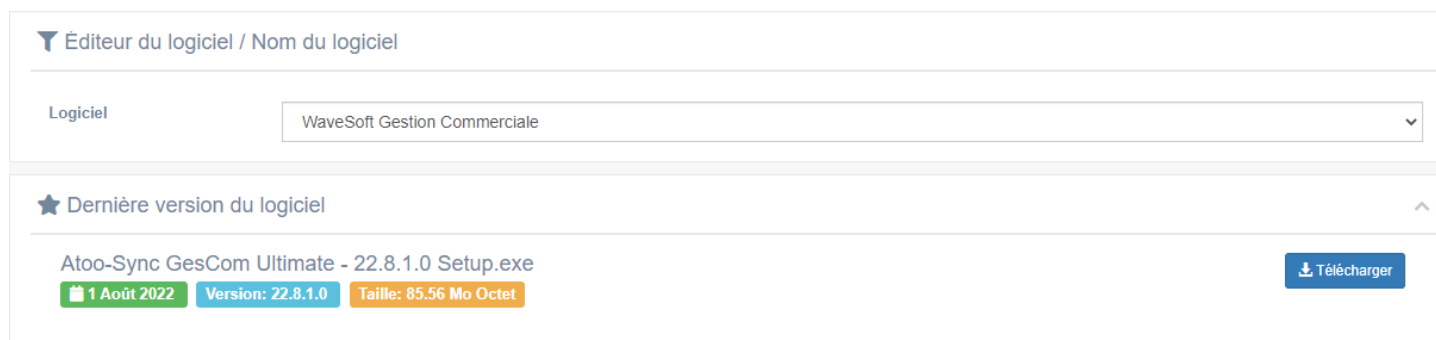 Éditeur du logiciel / Nom du logiciel
Logiciel WaveSoft Gestion Commerciale
Dernière version du logiciel
Atoo-Sync GesCom Ultimate - 22.8.1.0 Setup.exe
Télécharger
1 Août 2022 Version: 22.8.1.0 Taille: 85.56 Mo Octet